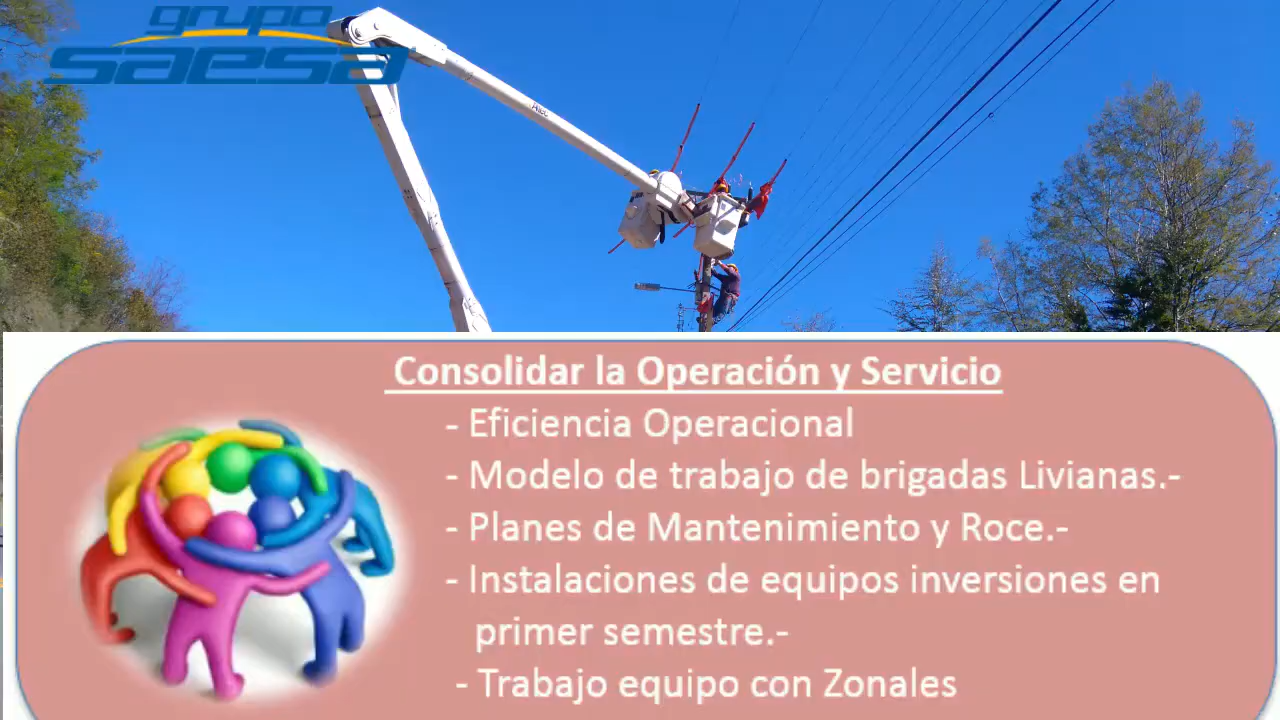 grupo
saesa
Consolidar la Operación y Servicio
- Eficiencia Operacional
- Modelo de trabajo de brigadas Livianas.-
- Planes de Mantenimiento y Roce.-
- Instalaciones de equipos inversiones en
primer semestre.-
- Trabajo equipo con Zonales